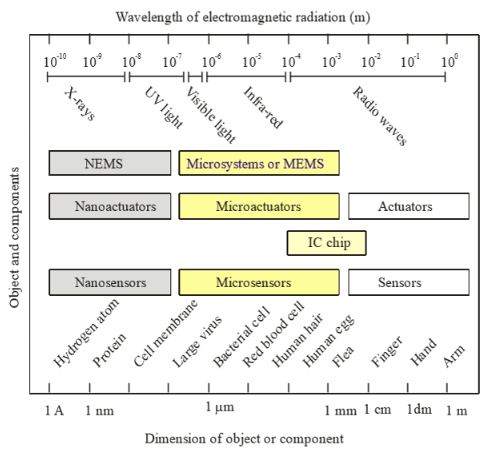 Wavelength of electromagnetic radiation (m)
10⁻¹⁰ 10⁻⁹ 10⁻⁸ 10⁻⁷ 10⁻⁶ 10⁻⁵ 10⁻⁴ 10⁻³ 10⁻² 10⁻¹ 10⁰
X-rays UV light Visible light Infra-red Radio waves
NEMS Microsystems or MEMS
Nanoactuators Microactuators Actuators
IC chip
Nanosensors Microsensors Sensors
Object and components
Hydrogen atom Protein Cell membrane Large virus Bacterial cell Red blood cell Human hair Human egg Flea Finger Hand Arm
1 A 1 nm 1 μm 1 mm 1 cm 1dm 1 m
Dimension of object or component